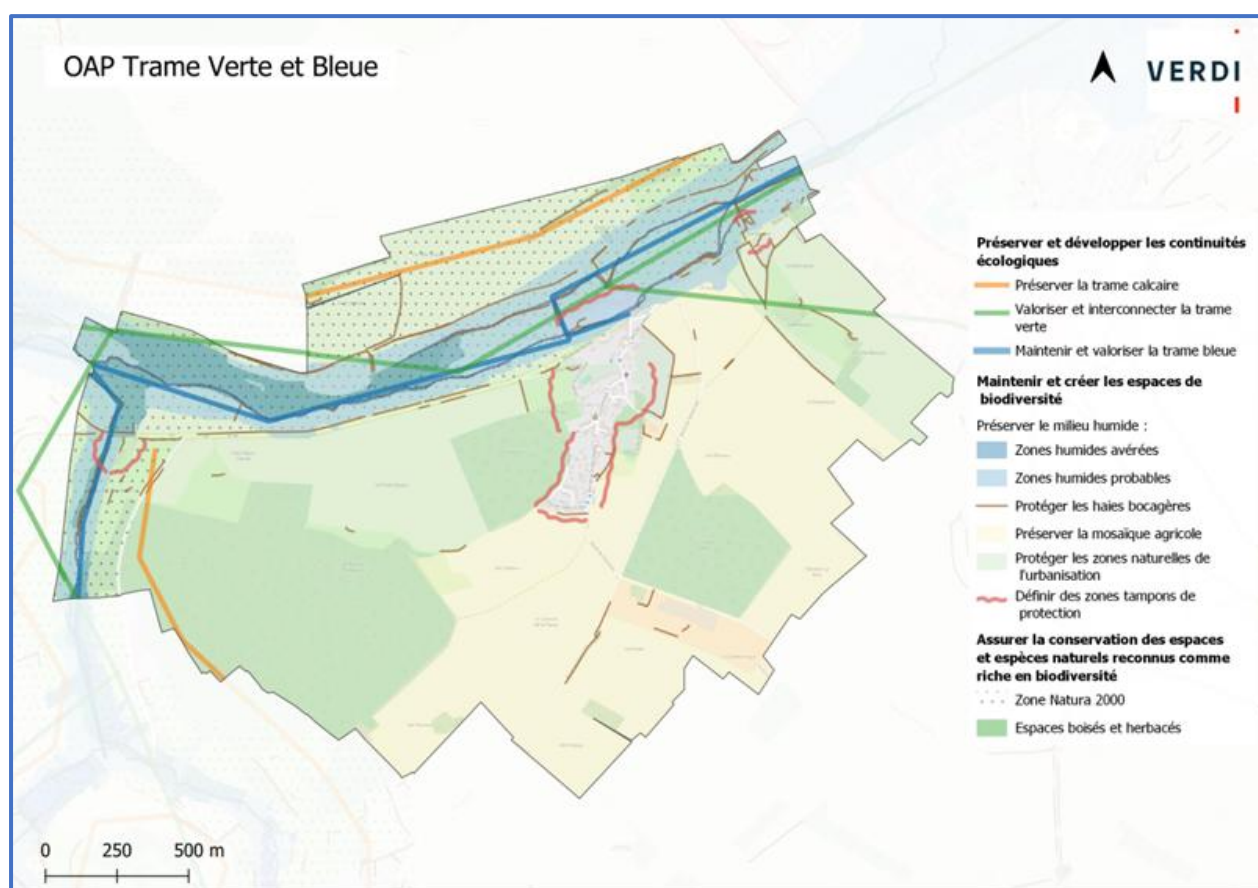 OAP Trame Verte et Bleue
VERDI
Préserver et développer les continuités
écologiques
Préserver la trame calcaire
Valoriser et interconnecter la trame
verte
Maintenir et valoriser la trame bleue
Maintenir et créer les espaces de
biodiversité
Préserver le milieu humide :
Zones humides avérées
Zones humides probables
Protéger les haies bocagères
Préserver la mosaïque agricole
Protéger les zones naturelles de
l'urbanisation
Définir des zones tampons de
protection
Assurer la conservation des espaces
et espèces naturels reconnus comme
riche en biodiversité
Zone Natura 2000
Espaces boisés et herbacés
0 250 500 m